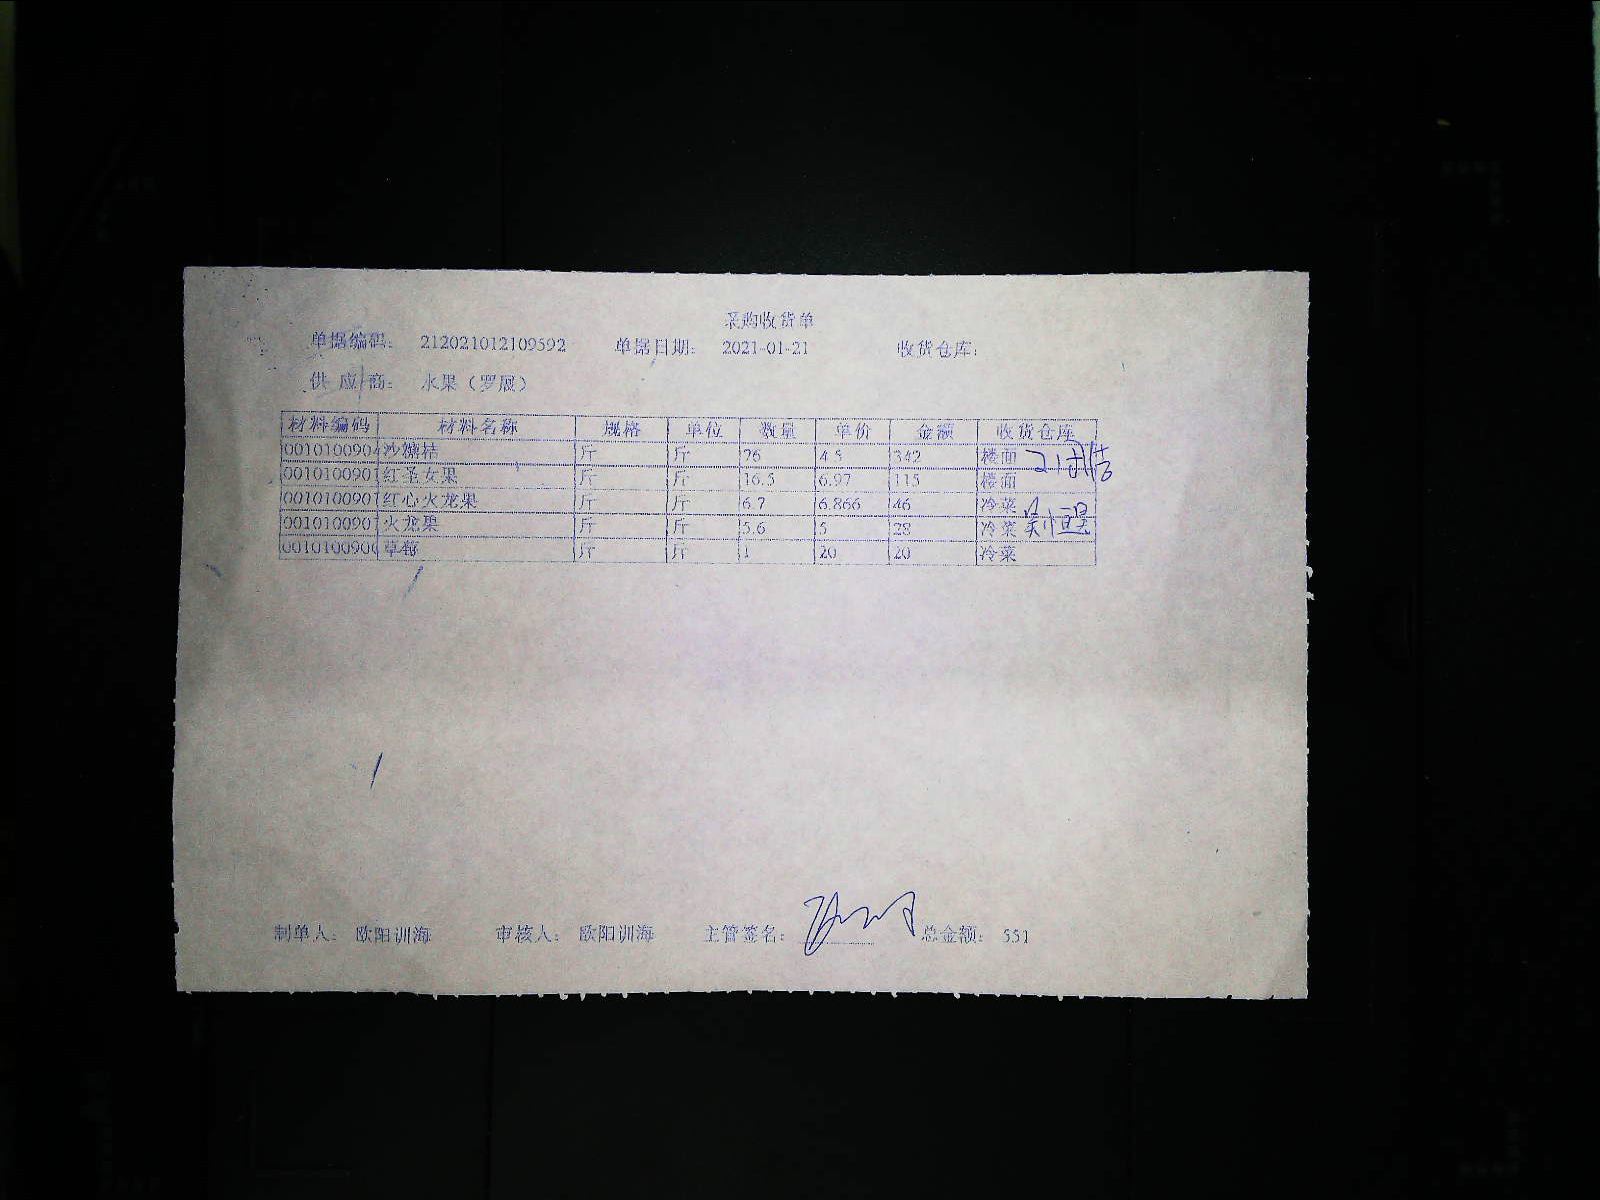 采购收货单
单据编码: 212021012109592 单据日期: 2021-01-21 收货仓库:
供应商: 水果（罗展）
材料编码 材料名称 规格 单位 数量 单价 金额 收货仓库
0010100904 沙糖桔 斤 斤 76 4.5 342 楼面
0010100907 红圣女果 斤 斤 16.5 6.97 115 楼面
0010100907 红心火龙果 斤 斤 6.7 6.866 46 冷菜
0010100907 火龙果 斤 斤 5.6 5 28 冷菜
0010100900 草莓 斤 斤 1 20 20 冷菜
制单人: 欧阳训海 审核人: 欧阳训海 主管签名: 总金额: 551